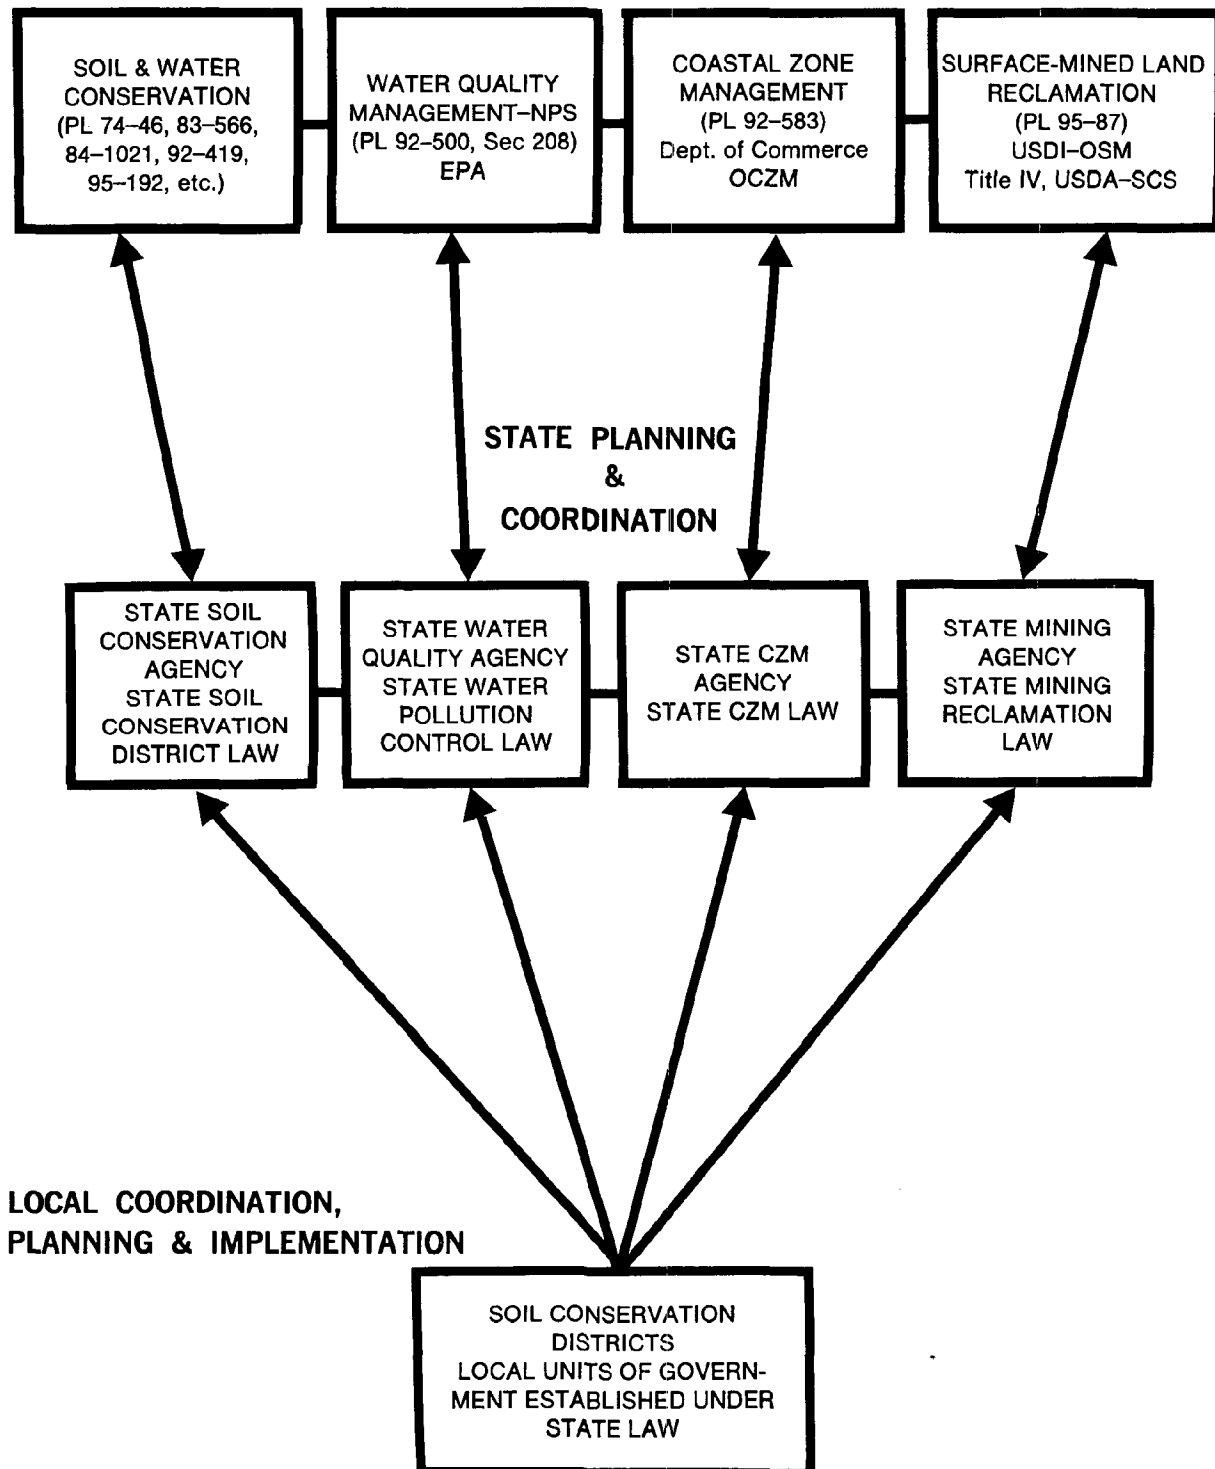 SOIL & WATER
CONSERVATION
(PL 74–46, 83–566,
84–1021, 92–419,
95–192, etc.)
WATER QUALITY
MANAGEMENT–NPS
(PL 92–500, Sec 208)
EPA
COASTAL ZONE
MANAGEMENT
(PL 92–583)
Dept. of Commerce
OCZM
SURFACE-MINED LAND
RECLAMATION
(PL 95–87)
USDI–OSM
Title IV, USDA–SCS
STATE PLANNING
&
COORDINATION
STATE SOIL
CONSERVATION
AGENCY
STATE SOIL
CONSERVATION
DISTRICT LAW
STATE WATER
QUALITY AGENCY
STATE WATER
POLLUTION
CONTROL LAW
STATE CZM
AGENCY
STATE CZM LAW
STATE MINING
AGENCY
STATE MINING
RECLAMATION
LAW
LOCAL COORDINATION,
PLANNING & IMPLEMENTATION
SOIL CONSERVATION
DISTRICTS
LOCAL UNITS OF GOVERN-
MENT ESTABLISHED UNDER
STATE LAW